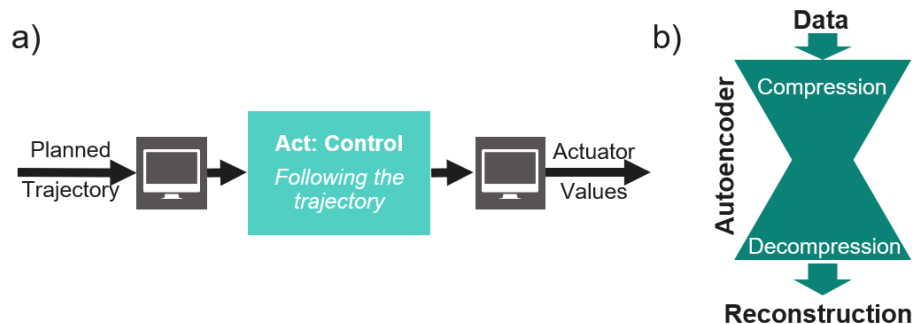 a)
Planned
Trajectory
Act: Control
Following the
trajectory
Actuator
Values
b)
Data
Autoencoder
Compression
Decompression
Reconstruction